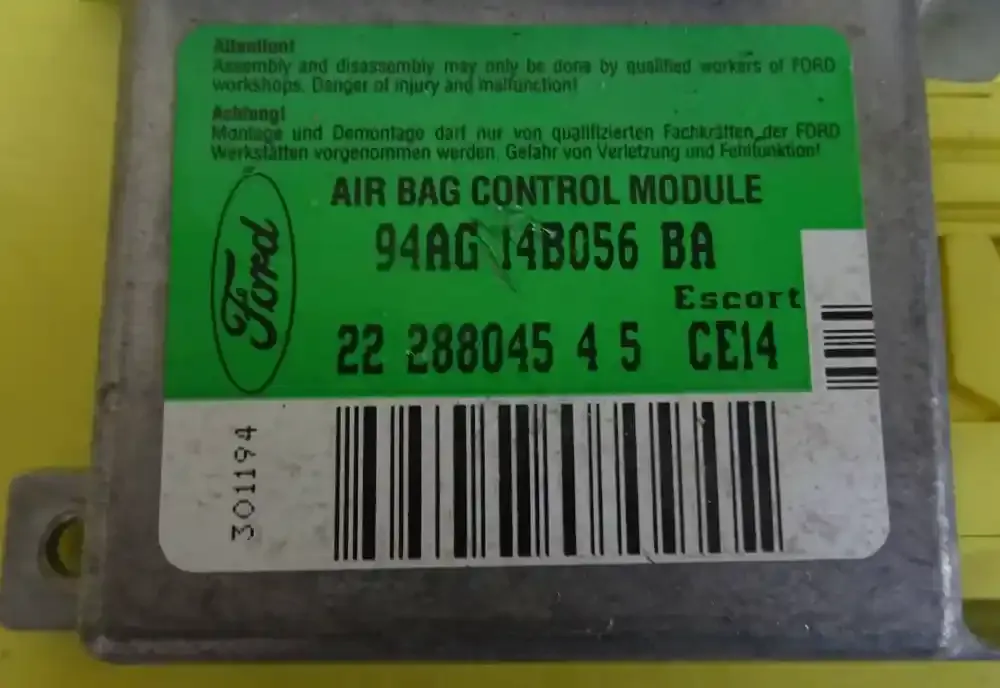 Attention!
Assembly and disassembly may only be done by qualified workers of FORD
workshops. Danger of injury and malfunction!
Achtung!
Montage und Demontage darf nur von qualifizierten Fachkräften der FORD
Werkstätten vorgenommen werden. Gefahr von Verletzung und Fehlfunktion!
AIR BAG CONTROL MODULE
94AG 14B056 BA
Ford
Escort
22 288045 4 5 CE14
301194